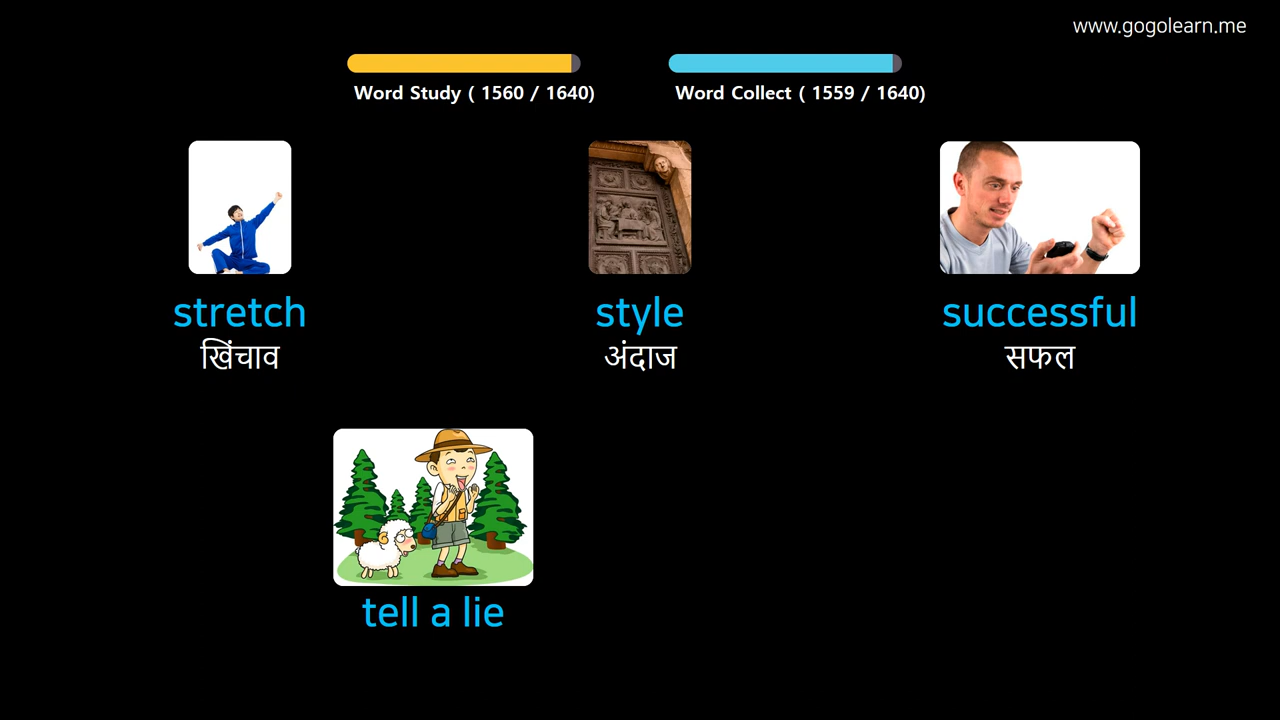 www.gogolearn.me
Word Study ( 1560 / 1640)
Word Collect ( 1559 / 1640)
stretch
खिंचाव
style
अंदाज
successful
सफल
tell a lie